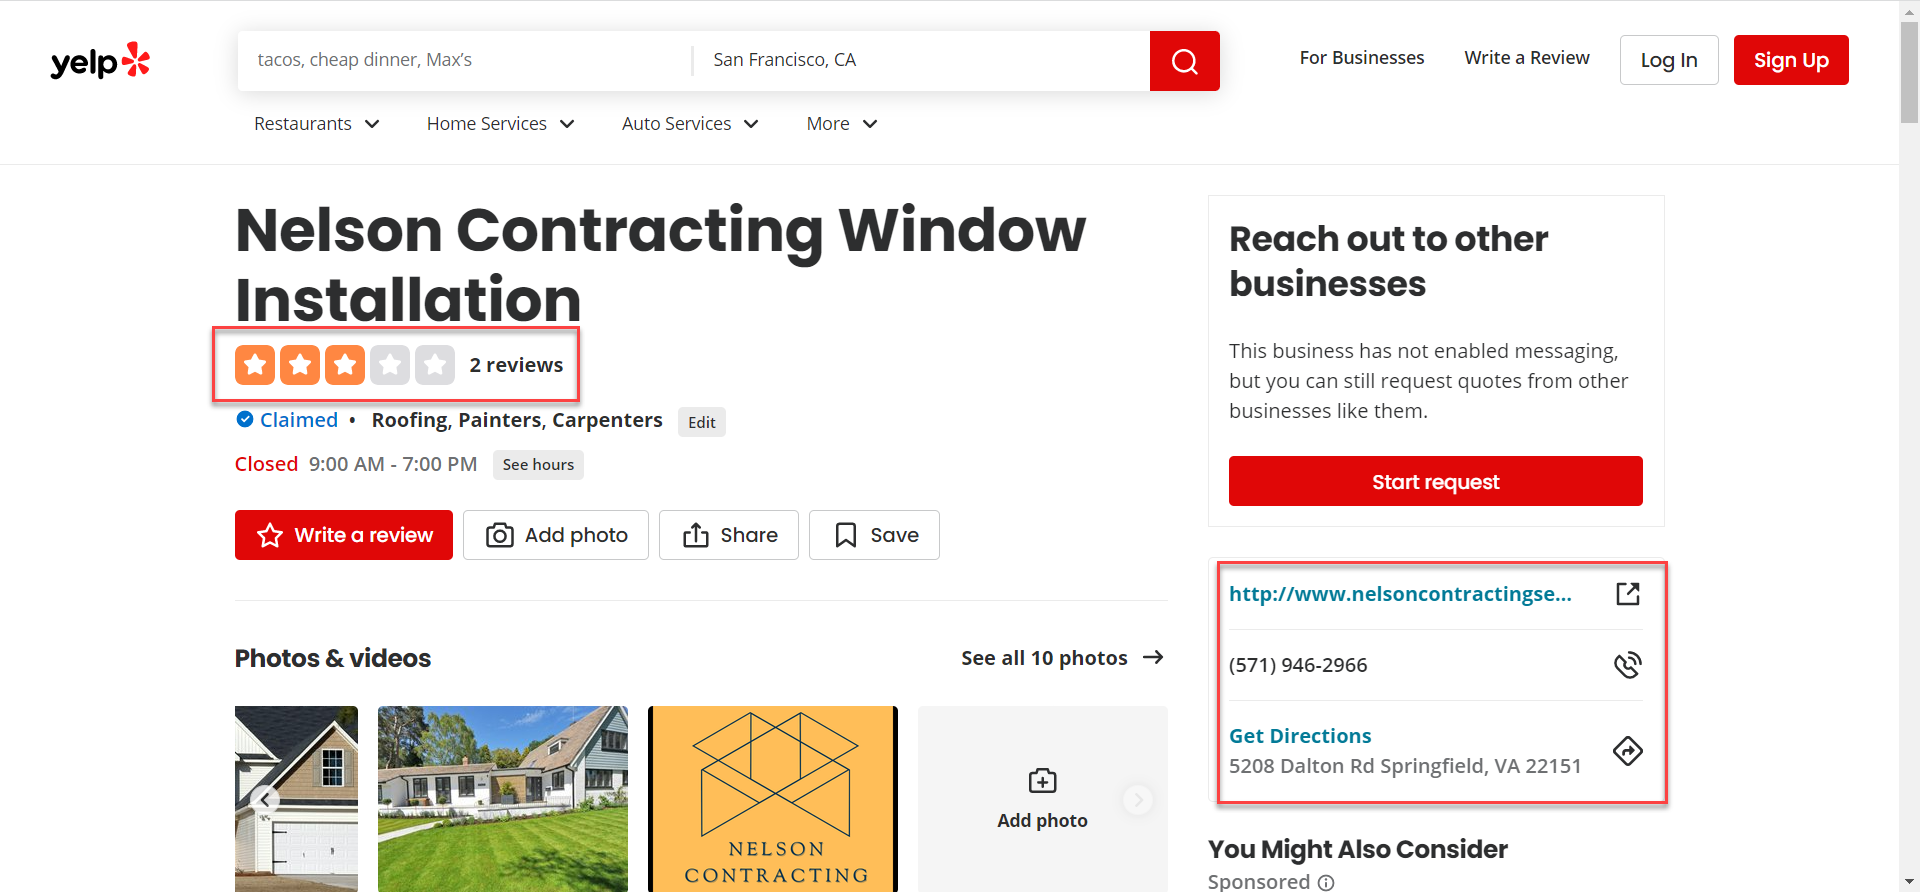 yelp
tacos, cheap dinner, Max's
San Francisco, CA
For Businesses
Write a Review
Log In
Sign Up
Restaurants
Home Services
Auto Services
More
Nelson Contracting Window
Installation
2 reviews
Claimed • Roofing, Painters, Carpenters
Edit
Closed 9:00 AM - 7:00 PM
See hours
Write a review
Add photo
Share
Save
Photos & videos
See all 10 photos
NELSON
CONTRACTING
Add photo
Reach out to other
businesses
This business has not enabled messaging,
but you can still request quotes from other
businesses like them.
Start request
http://www.nelsoncontractingse...
(571) 946-2966
Get Directions
5208 Dalton Rd Springfield, VA 22151
You Might Also Consider
Sponsored